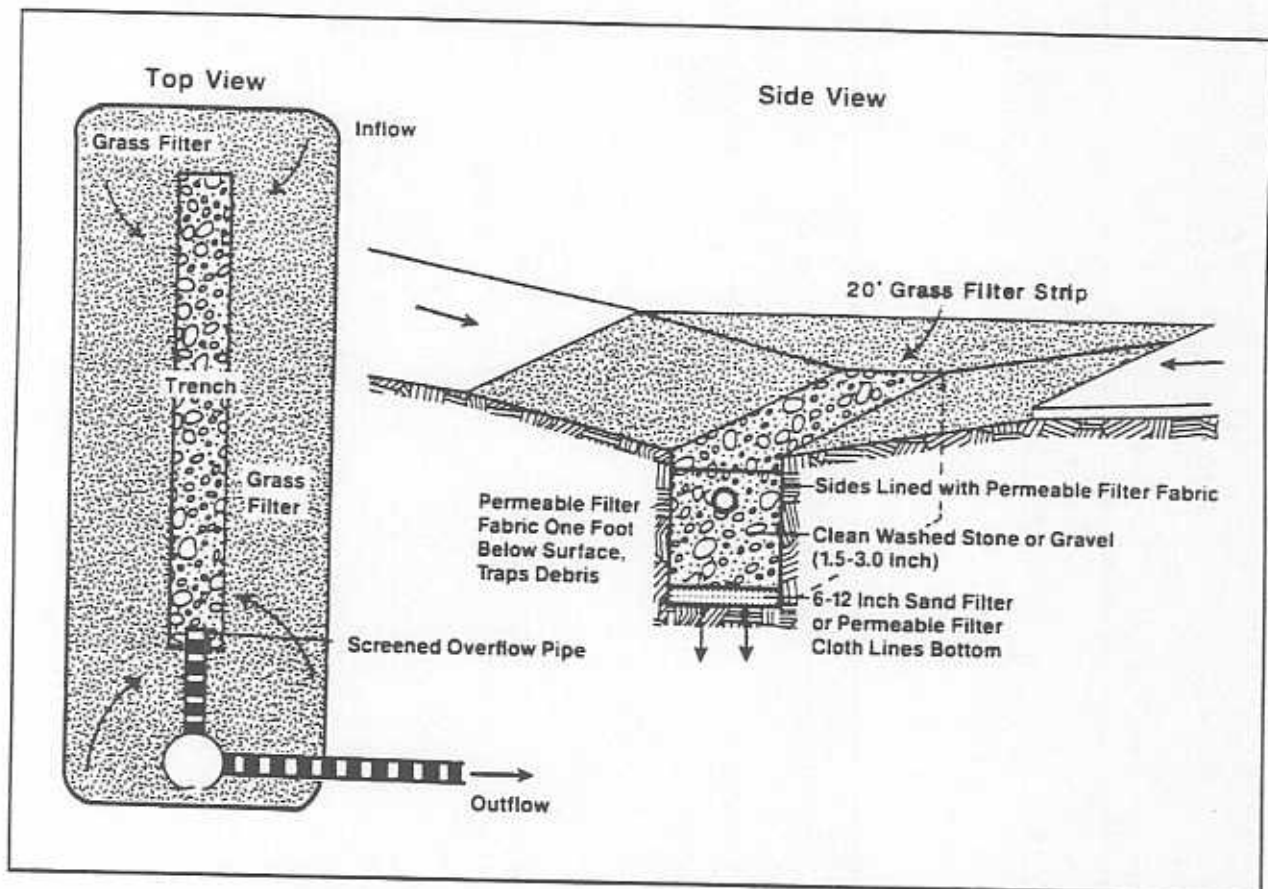 Top View
Grass Filter
Inflow
Trench
Grass
Filter
Screened Overflow Pipe
Outflow
Side View
20' Grass Filter Strip
Permeable Filter
Fabric One Foot
Below Surface,
Traps Debris
Sides Lined with Permeable Filter Fabric
Clean Washed Stone or Gravel
(1.5-3.0 Inch)
6-12 Inch Sand Filter
or Permeable Filter
Cloth Lines Bottom